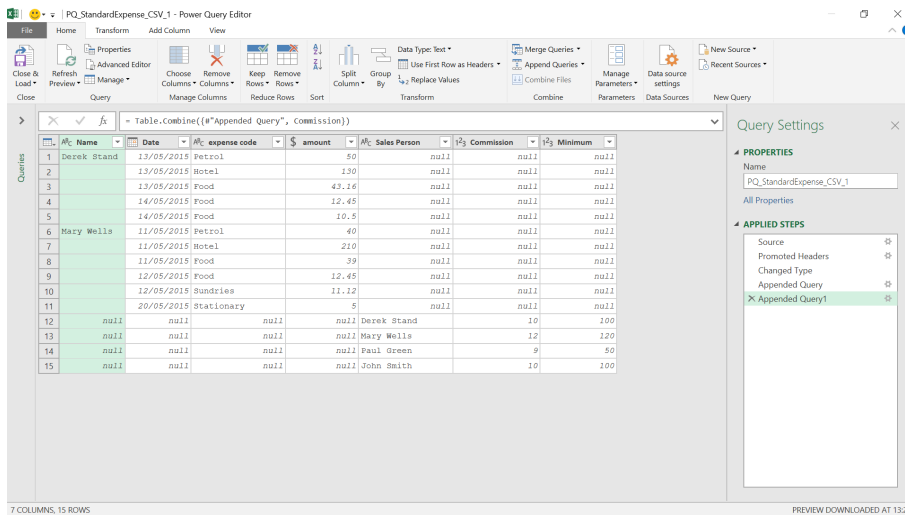 PQ_StandardExpense_CSV_1 - Power Query Editor
File Home Transform Add Column View
Close & Load
Close
Refresh Preview
Properties
Advanced Editor
Manage
Query
Choose Columns
Remove Columns
Manage Columns
Keep Rows
Remove Rows
Reduce Rows
Sort
Split Column
Group By
Data Type: Text
Use First Row as Headers
Replace Values
Transform
Merge Queries
Append Queries
Combine Files
Combine
Manage Parameters
Parameters
Data source settings
Data Sources
New Source
Recent Sources
New Query
fx = Table.Combine({#"Appended Query", Commission})
Queries
Name Date expense code $ amount Sales Person Commission Minimum
1 Derek Stand 13/05/2015 Petrol 50 null null null
2 13/05/2015 Hotel 130 null null null
3 13/05/2015 Food 43.16 null null null
4 14/05/2015 Food 12.45 null null null
5 14/05/2015 Food 10.5 null null null
6 Mary Wells 11/05/2015 Petrol 40 null null null
7 11/05/2015 Hotel 210 null null null
8 11/05/2015 Food 39 null null null
9 12/05/2015 Food 12.45 null null null
10 12/05/2015 Sundries 11.12 null null null
11 20/05/2015 Stationary 5 null null null
12 null null null null Derek Stand 10 100
13 null null null null Mary Wells 12 120
14 null null null null Paul Green 9 50
15 null null null null John Smith 10 100
Query Settings
PROPERTIES
Name
PQ_StandardExpense_CSV_1
All Properties
APPLIED STEPS
Source
Promoted Headers
Changed Type
Appended Query
Appended Query1
7 COLUMNS, 15 ROWS
PREVIEW DOWNLOADED AT 13:2